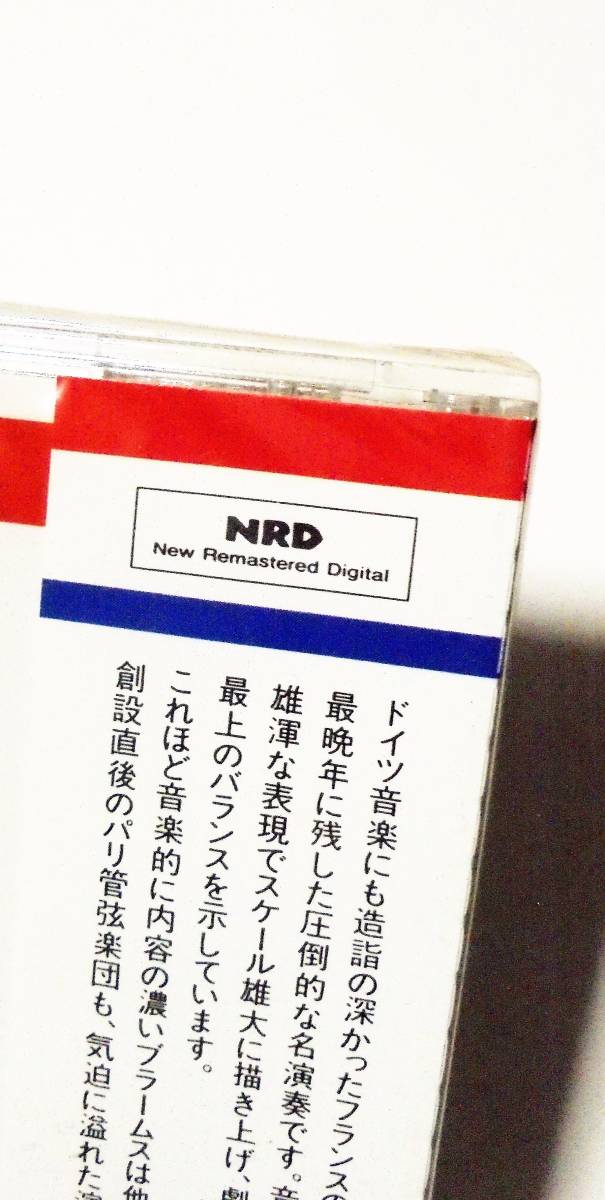 NRD
New Remastered Digital
ドイツ音楽にも造詣の深かったフランスの
最晩年に残した圧倒的な名演奏です。音
雄渾な表現でスケール雄大に描き上げ、劇
最上のバランスを示しています。
これほど音楽的に内容の濃いブラームスは他
創設直後のパリ管弦楽団も、気迫に溢れた演